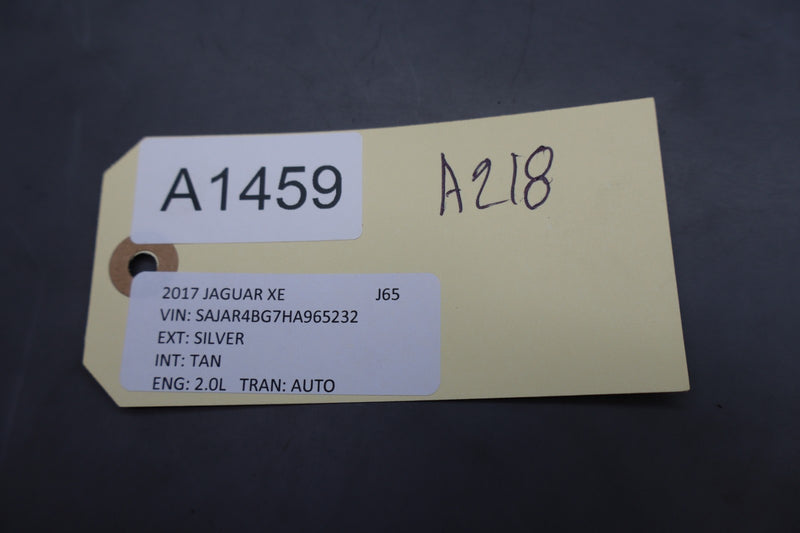 A1459
A218
2017 JAGUAR XE J65
VIN: SAJAR4BG7HA965232
EXT: SILVER
INT: TAN
ENG: 2.0L TRAN: AUTO